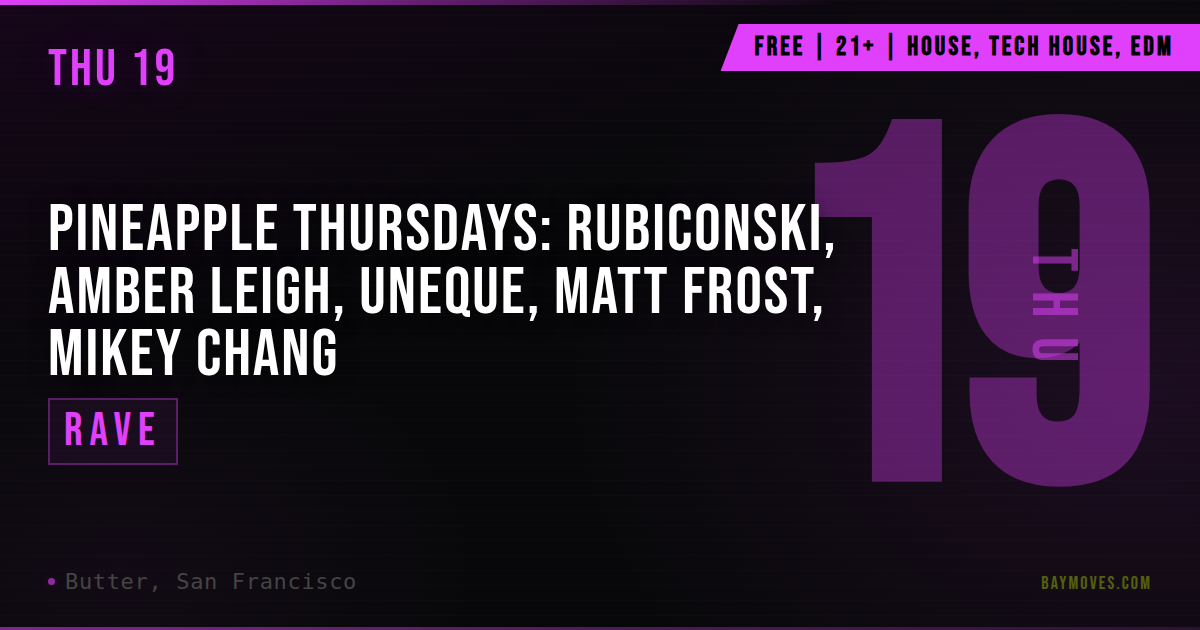 THU 19
FREE | 21+ | HOUSE, TECH HOUSE, EDM
19
THU
PINEAPPLE THURSDAYS: RUBICONSKI,
AMBER LEIGH, UNEQUE, MATT FROST,
MIKEY CHANG
RAVE
Butter, San Francisco
BAYMOVES.COM